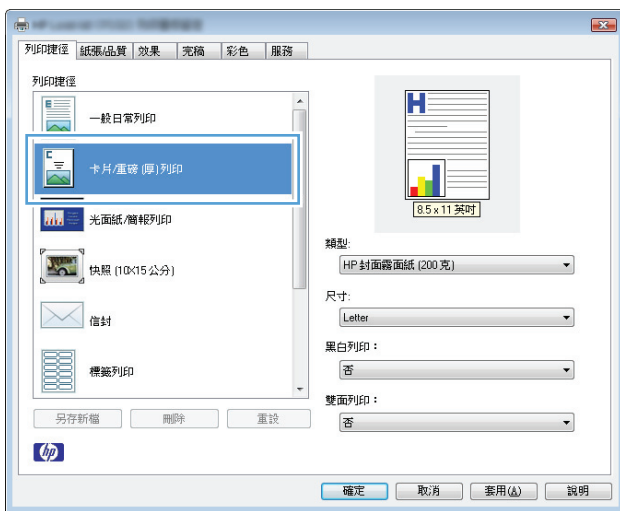 列印捷徑 紙張/品質 效果 完稿 彩色 服務
列印捷徑
一般日常列印
卡片/重磅 (厚)列印
光面紙/簡報列印
快照 (10×15公分)
信封
標籤列印
另存新檔 刪除 重設
H
8.5 x 11 英吋
類型:
HP 封面霧面紙 (200 克)
尺寸:
Letter
黑白列印：
否
雙面列印：
否
hp
確定 取消 套用(A) 說明